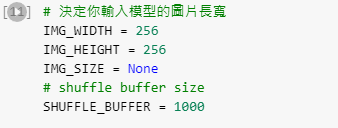 [11] # 決定你輸入模型的圖片長寬
IMG_WIDTH = 256
IMG_HEIGHT = 256
IMG_SIZE = None
# shuffle buffer size
SHUFFLE_BUFFER = 1000